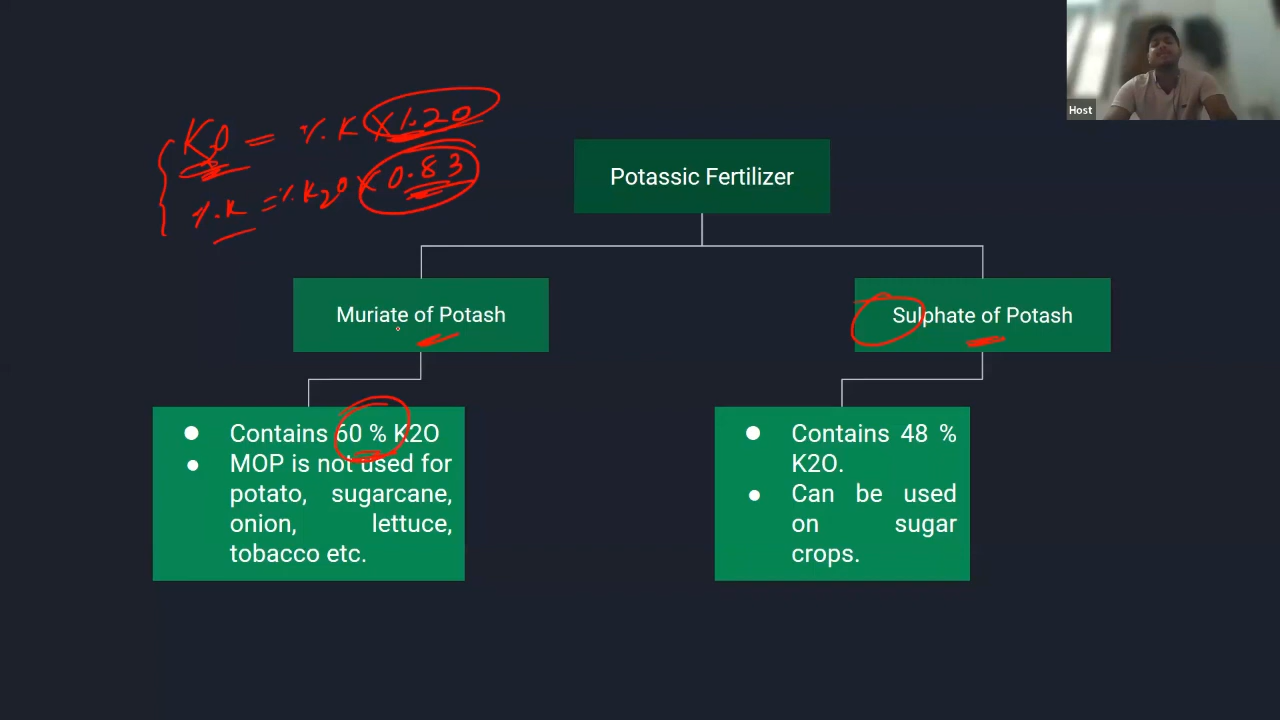 Host
K2O = %.K × 1.20
%.K = %.K2O × 0.83
Potassic Fertilizer
Muriate of Potash
Sulphate of Potash
Contains 60 % K2O
MOP is not used for
potato, sugarcane,
onion, lettuce,
tobacco etc.
Contains 48 %
K2O.
Can be used
on sugar
crops.